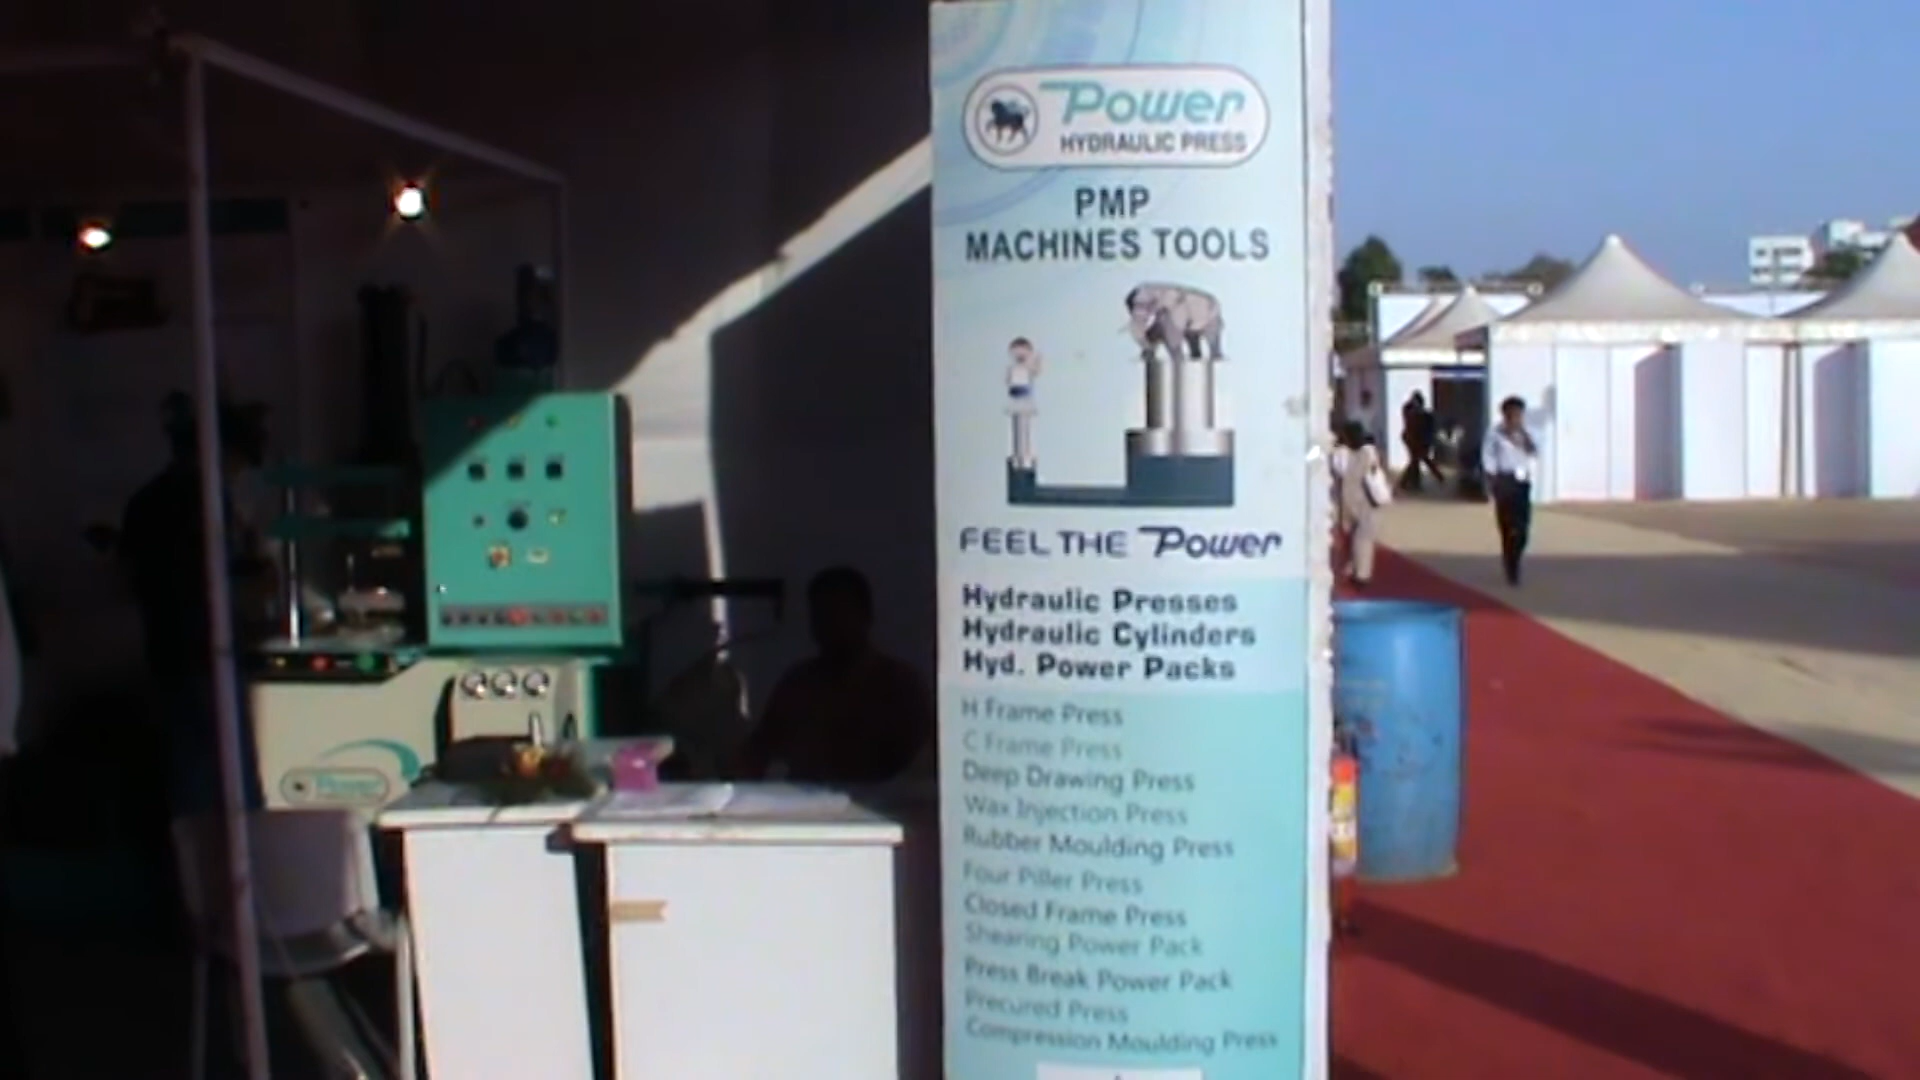 Power
HYDRAULIC PRESS
PMP
MACHINES TOOLS
FEEL THE Power
Hydraulic Presses
Hydraulic Cylinders
Hyd. Power Packs
H Frame Press
C Frame Press
Deep Drawing Press
Wax Injection Press
Rubber Moulding Press
Four Piller Press
Closed Frame Press
Shearing Power Pack
Press Break Power Pack
Precured Press
Compression Moulding Press
Power